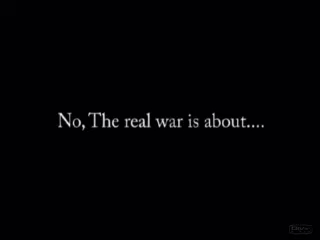 No, The real war is about....